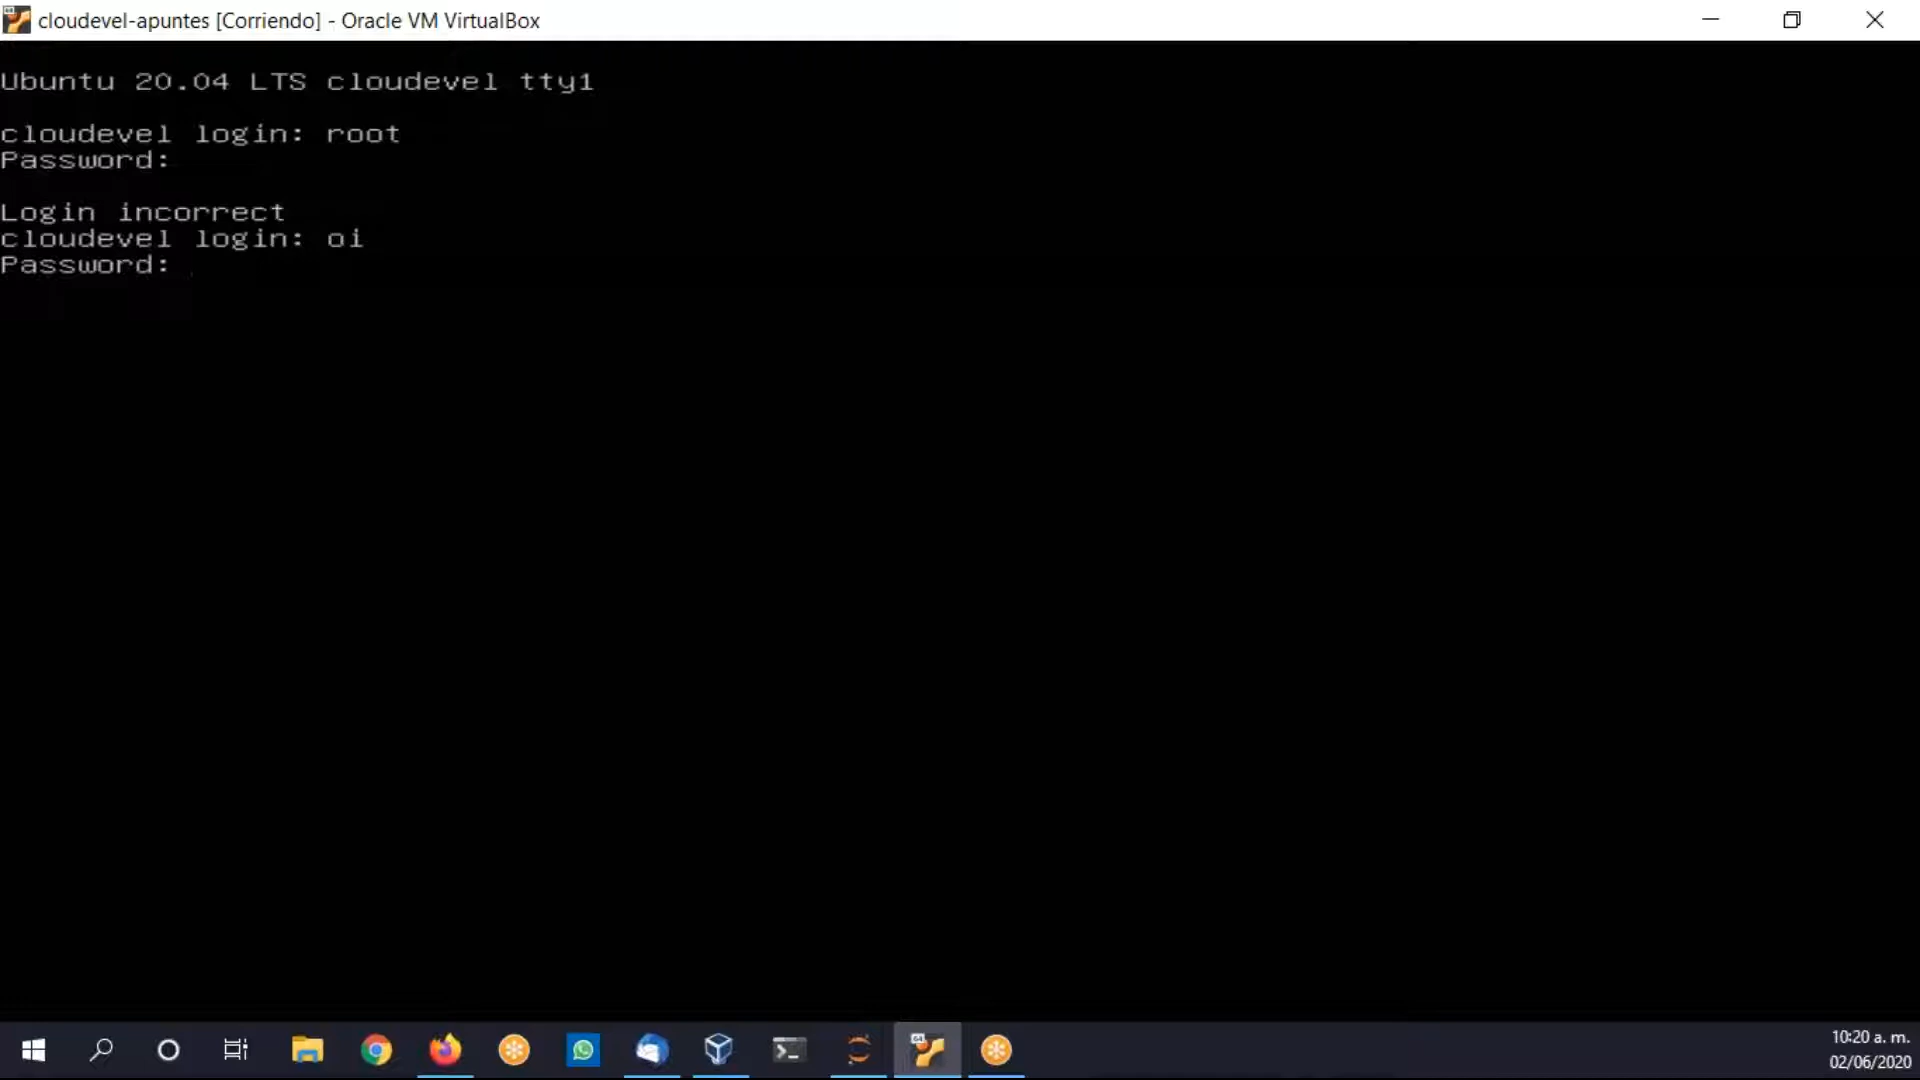 cloudevel-apuntes [Corriendo] - Oracle VM VirtualBox
Ubuntu 20.04 LTS cloudevel tty1
cloudevel login: root
Password:
Login incorrect
cloudevel login: oi
Password:
64
10:20 a. m.
02/06/2020